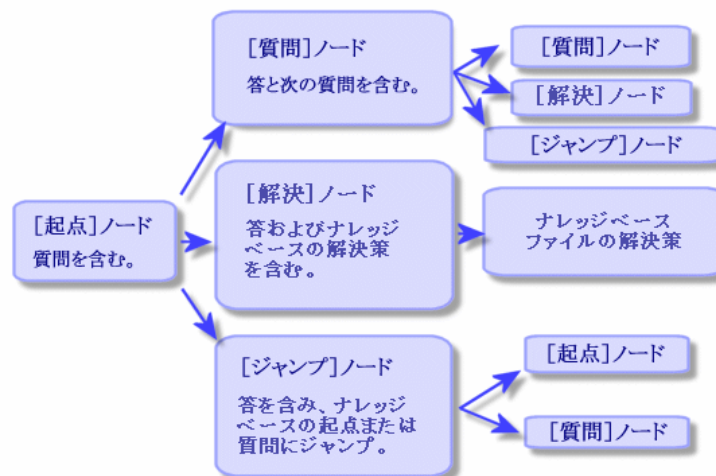 [質問]ノード
答と次の質問を含む。
[質問]ノード
[解決]ノード
[ジャンプ]ノード
[起点]ノード
質問を含む。
[解決]ノード
答およびナレッジ
ベースの解決策
を含む。
ナレッジベース
ファイルの解決策
[ジャンプ]ノード
答を含み、ナレッジ
ベースの起点または
質問にジャンプ。
[起点]ノード
[質問]ノード